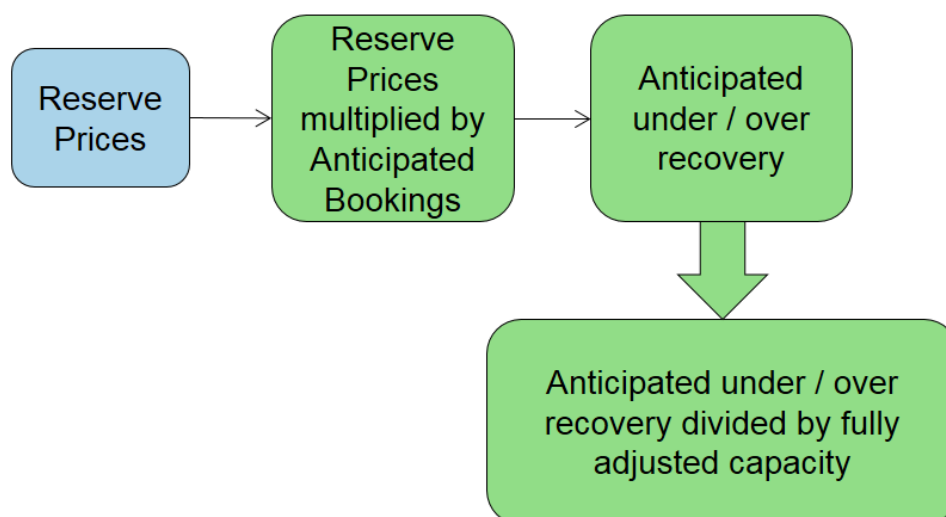 Reserve
Prices
Reserve
Prices
multiplied by
Anticipated
Bookings
Anticipated
under / over
recovery
Anticipated under / over
recovery divided by fully
adjusted capacity